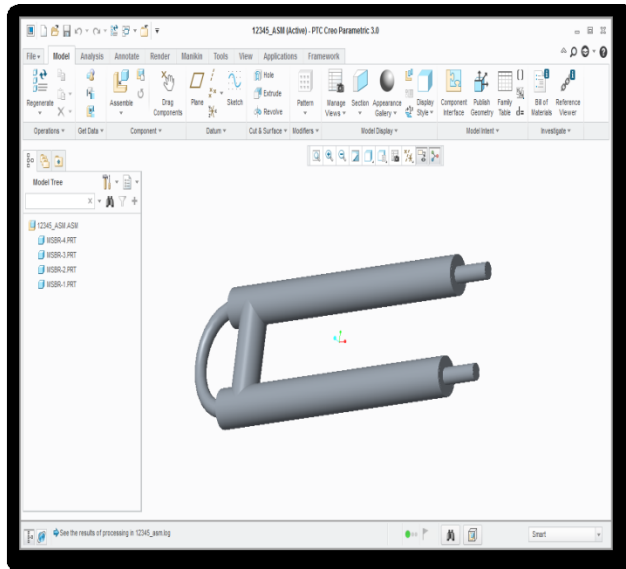 12345_ASM (Active) - PTC Creo Parametric 3.0
File Model Analysis Annotate Render Manikin Tools View Applications Framework
Regenerate
Assemble
Drag Components
Plane
Sketch
Hole
Extrude
Revolve
Pattern
Manage Views
Section
Appearance Gallery
Display Style
Component Interface
Publish Geometry
Family Table
d=
Bill of Materials
Reference Viewer
Operations Get Data Component Datum Cut & Surface Modifiers Model Display Model Intent Investigate
Model Tree
12345_ASM.ASM
MSBR-4.PRT
MSBR-3.PRT
MSBR-2.PRT
MSBR-1.PRT
See the results of processing in 12345_asm.log
Smart